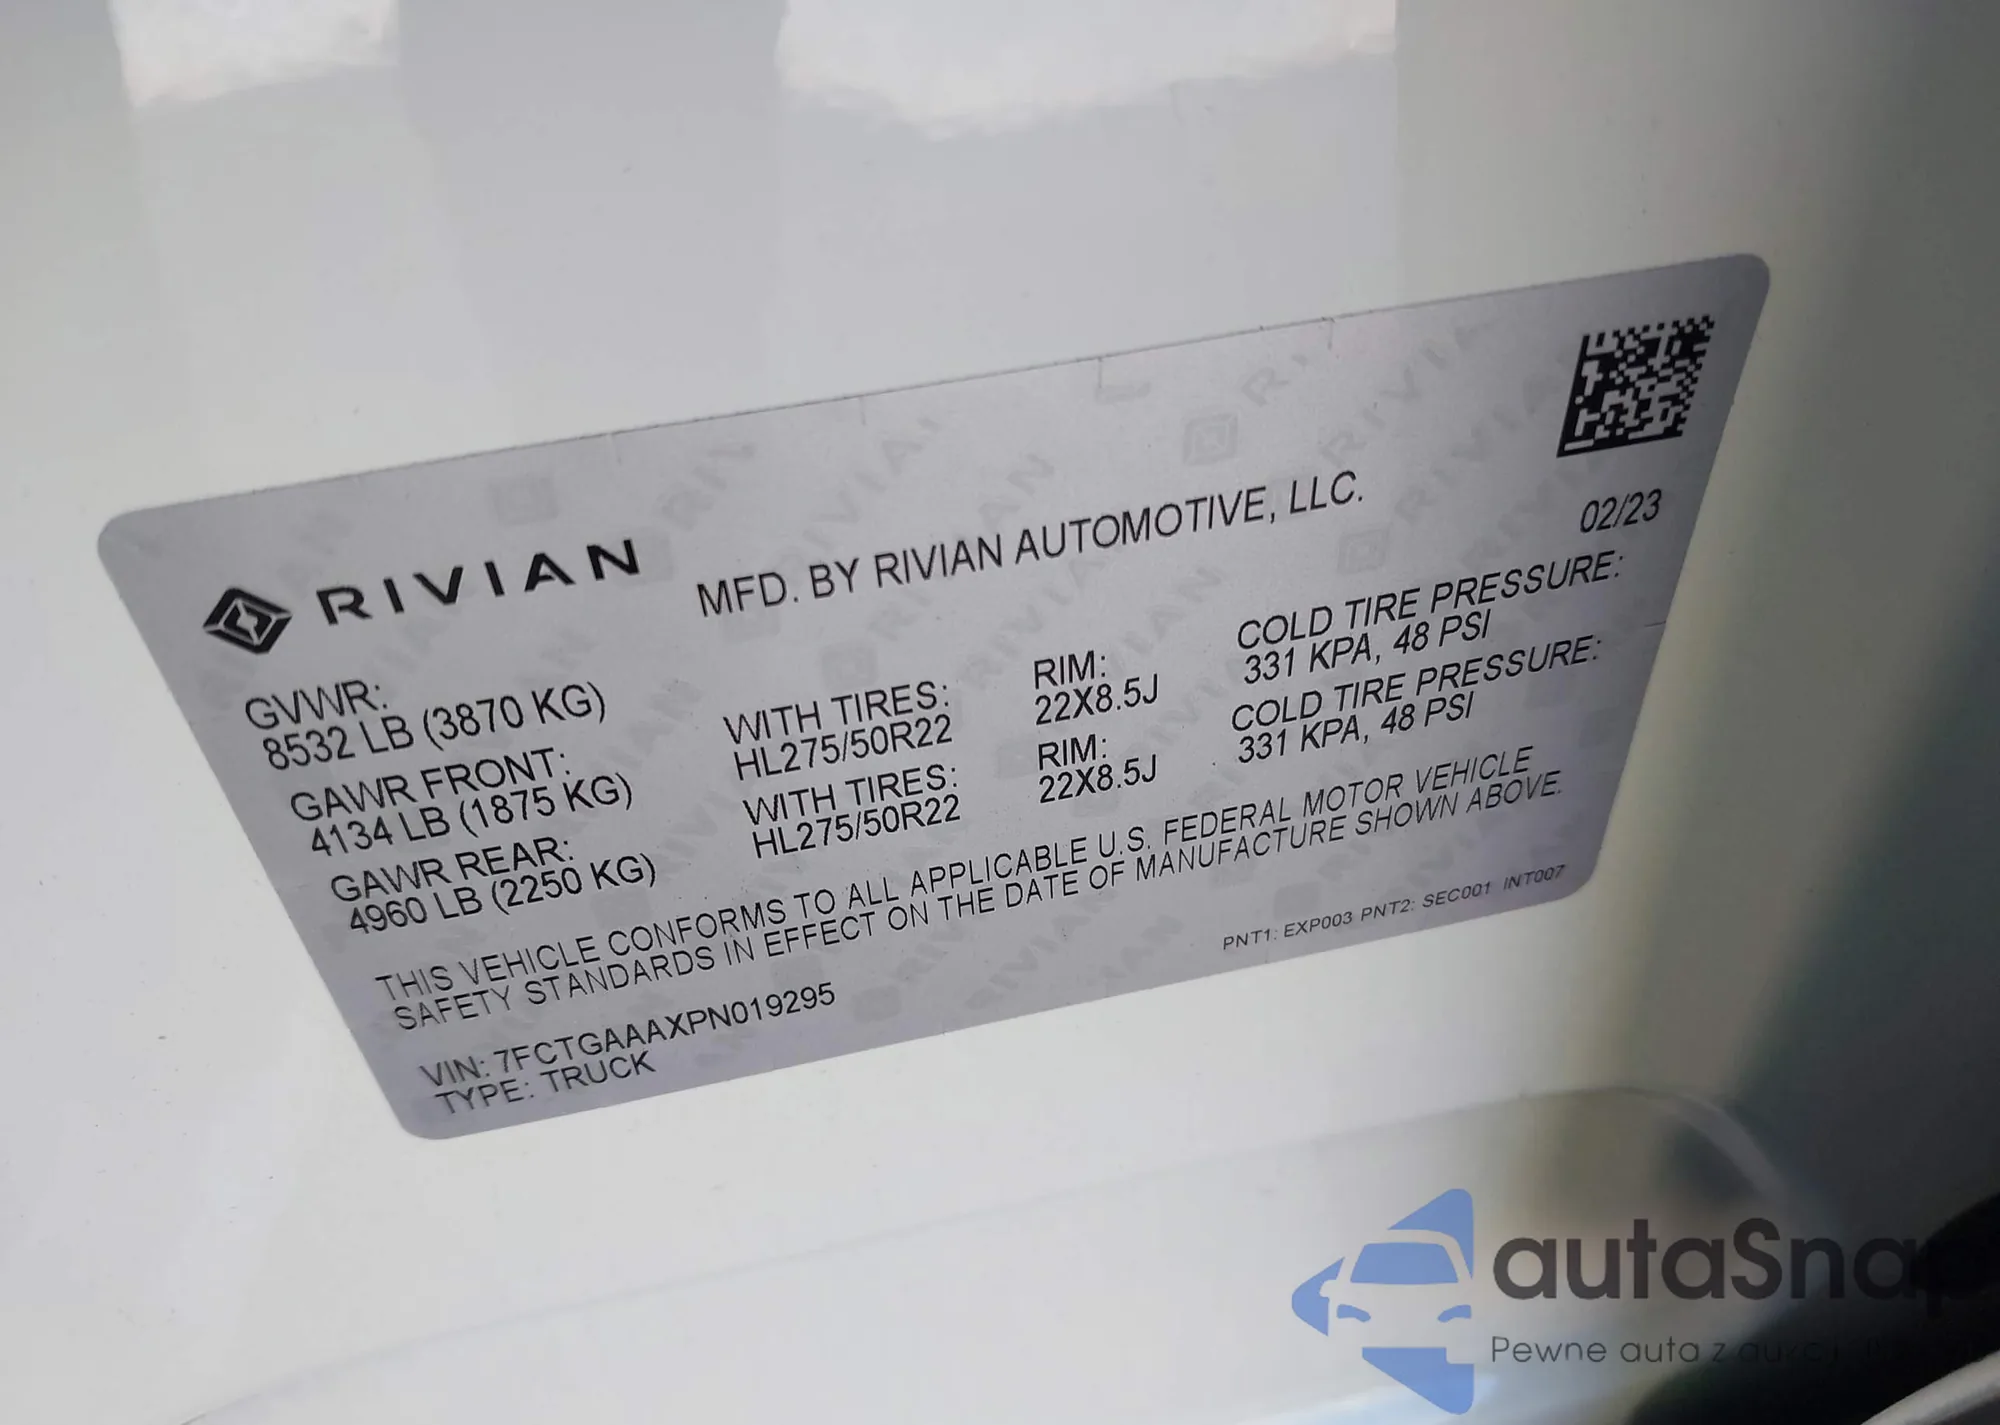 RIVIAN
MFD. BY RIVIAN AUTOMOTIVE, LLC.
02/23
GVWR:
8532 LB (3870 KG)
GAWR FRONT:
4134 LB (1875 KG)
WITH TIRES:
HL275/50R22
RIM:
22X8.5J
COLD TIRE PRESSURE:
331 KPA, 48 PSI
GAWR REAR:
4960 LB (2250 KG)
WITH TIRES:
HL275/50R22
RIM:
22X8.5J
COLD TIRE PRESSURE:
331 KPA, 48 PSI
THIS VEHICLE CONFORMS TO ALL APPLICABLE U.S. FEDERAL MOTOR VEHICLE
SAFETY STANDARDS IN EFFECT ON THE DATE OF MANUFACTURE SHOWN ABOVE.
PNT1: EXP003 PNT2: SEC001 INT007
VIN: 7FCTGAAAXPN019295
TYPE: TRUCK
autaSnap
Pewne auta z aukcji